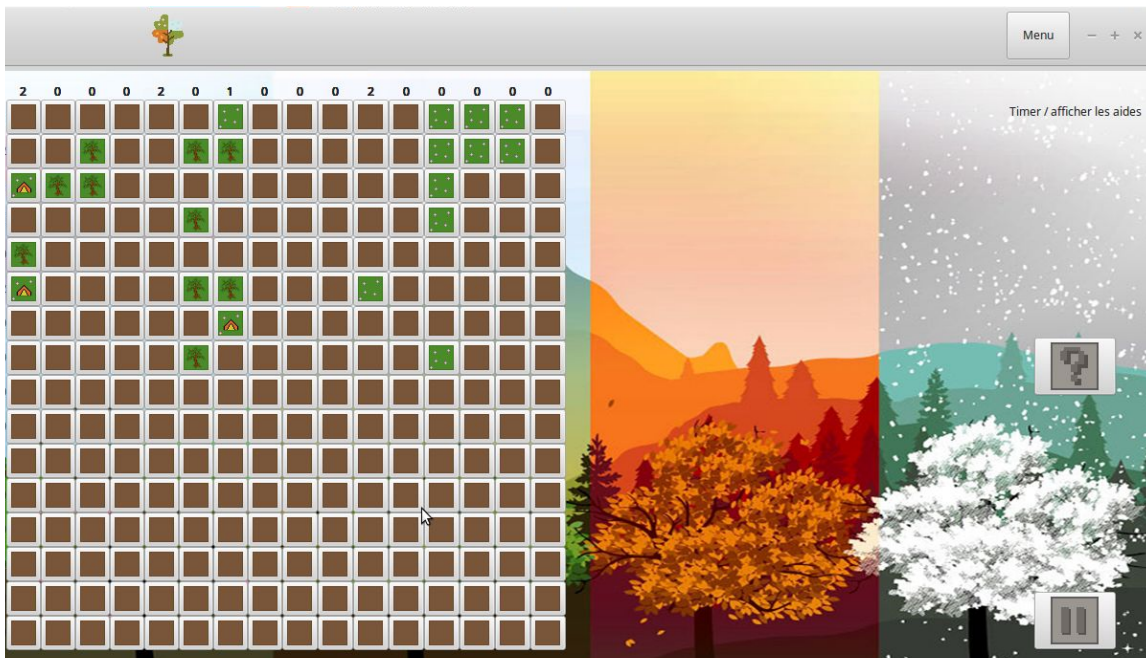 Menu − + ×
2 0 0 0 2 0 1 0 0 0 2 0 0 0 0 0
Timer / afficher les aides
?